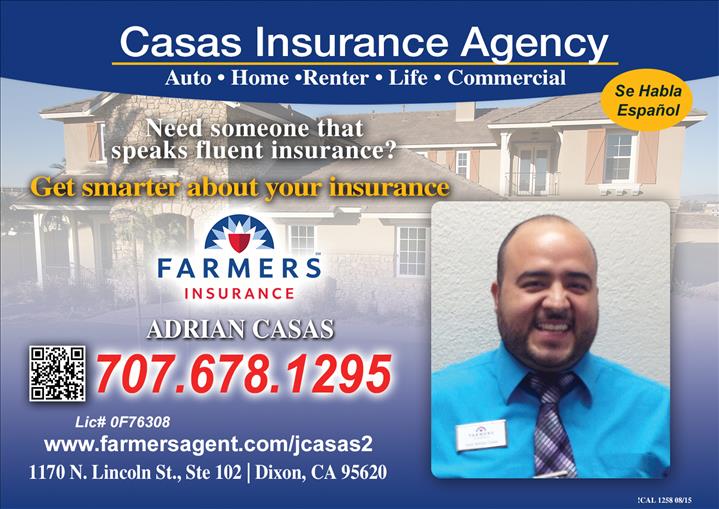 Casas Insurance Agency
Auto • Home •Renter • Life • Commercial
Se Habla
Español
Need someone that
speaks fluent insurance?
Get smarter about your insurance
FARMERS
INSURANCE
ADRIAN CASAS
707.678.1295
Lic# 0F76308
www.farmersagent.com/jcasas2
1170 N. Lincoln St., Ste 102 | Dixon, CA 95620
FARMERS
!CAL 1258 08/15